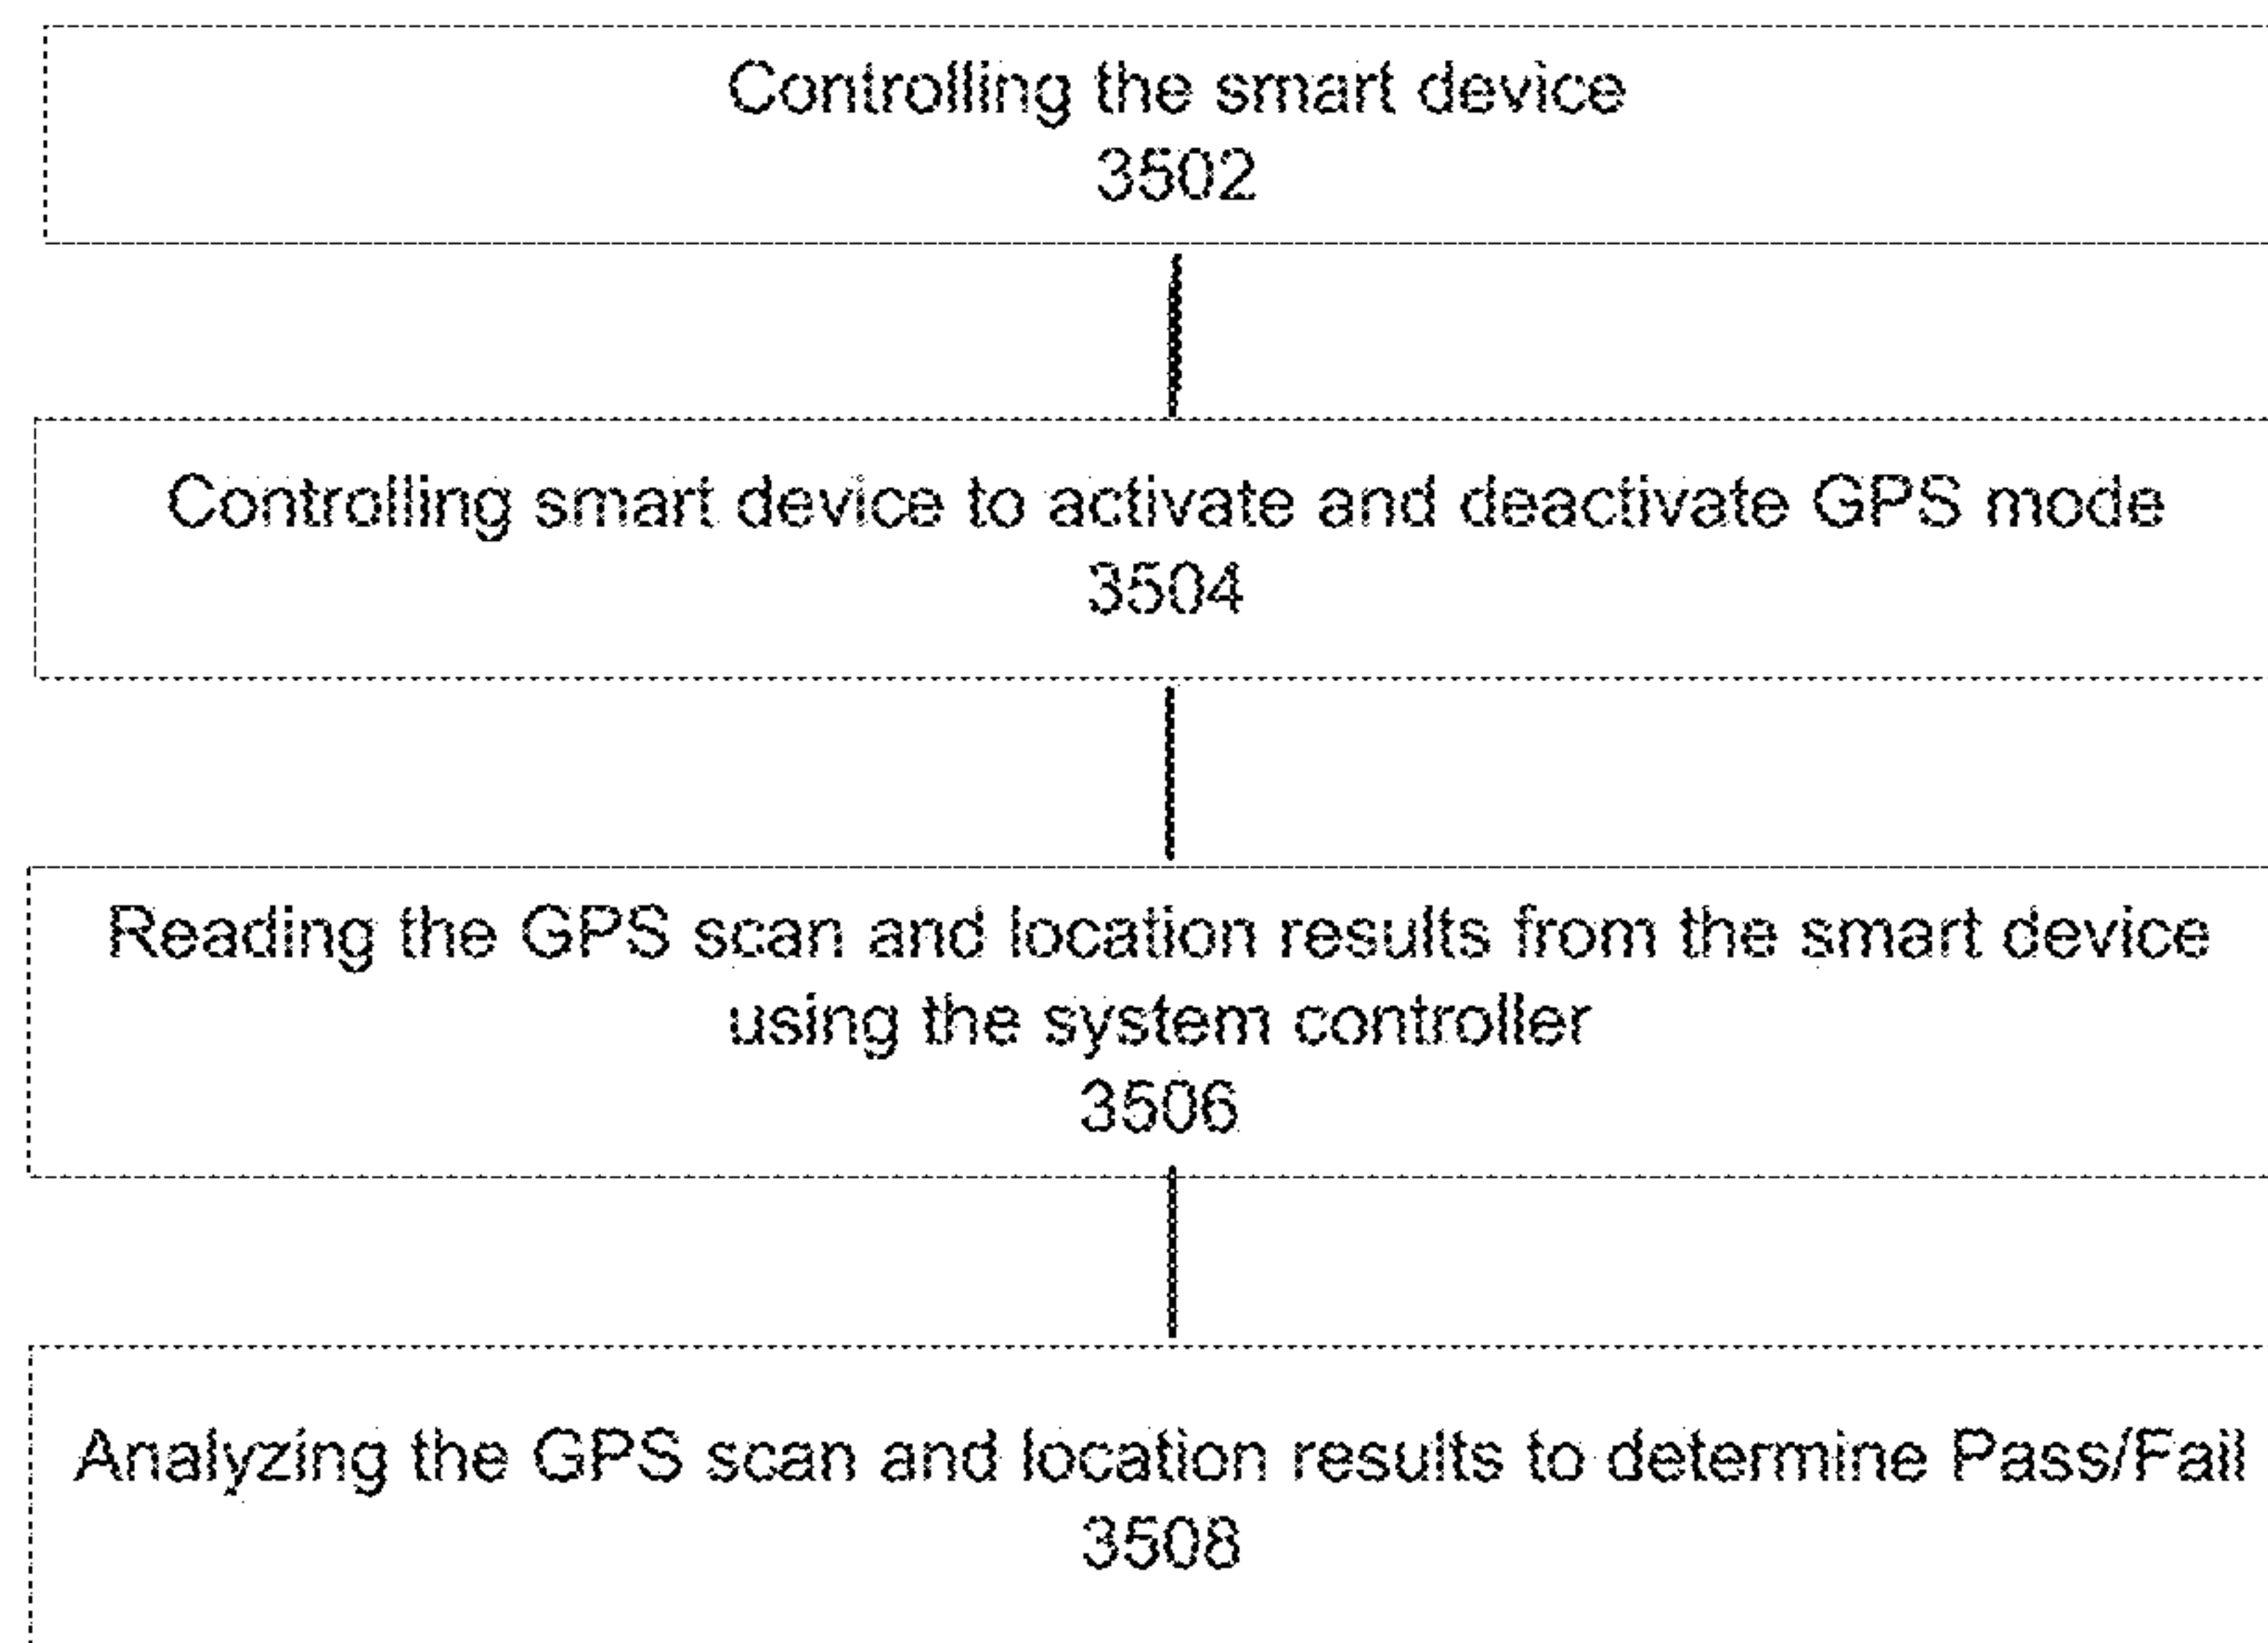 Controlling the smart device
3502
Controlling smart device to activate and deactivate GPS mode
3504
Reading the GPS scan and location results from the smart device
using the system controller
3506
Analyzing the GPS scan and location results to determine Pass/Fail
3508